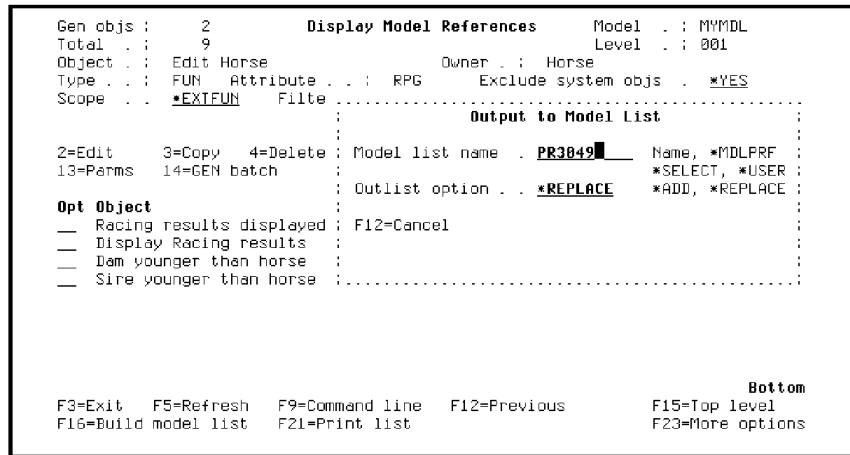 Gen objs : 2 Display Model References Model . : MYMDL
Total . : 9 Level . : 001
Object . : Edit Horse Owner . : Horse
Type . . : FUN Attribute . . : RPG Exclude system objs . *YES
Scope . . *EXTFUN Filte
Output to Model List
2=Edit 3=Copy 4=Delete : Model list name . PR3049 Name, *MDLPRF
13=Parms 14=GEN batch *SELECT, *USER
Outlist option . . *REPLACE *ADD, *REPLACE
Opt Object
Racing results displayed : F12=Cancel
Display Racing results
Dam younger than horse
Sire younger than horse
Bottom
F3=Exit F5=Refresh F9=Command line F12=Previous F15=Top level
F16=Build model list F21=Print list F23=More options